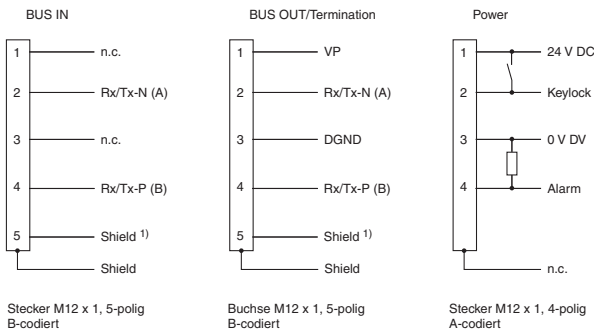 BUS IN
1 n.c.
2 Rx/Tx-N (A)
3 n.c.
4 Rx/Tx-P (B)
5 Shield 1)
Shield
Stecker M12 x 1, 5-polig
B-codiert
BUS OUT/Termination
1 VP
2 Rx/Tx-N (A)
3 DGND
4 Rx/Tx-P (B)
5 Shield 1)
Shield
Buchse M12 x 1, 5-polig
B-codiert
Power
1 24 V DC
2 Keylock
3 0 V DV
4 Alarm
n.c.
Stecker M12 x 1, 4-polig
A-codiert